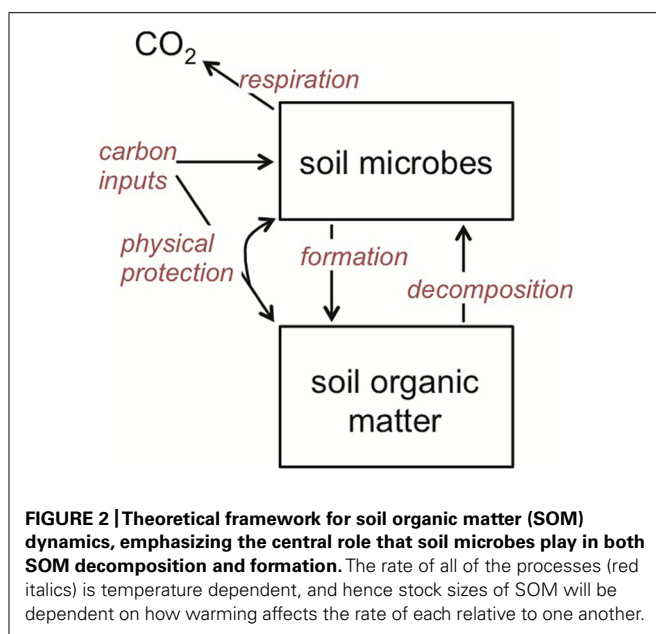 CO₂
respiration
carbon
inputs
soil microbes
physical
protection
formation
decomposition
soil organic
matter
FIGURE 2 | Theoretical framework for soil organic matter (SOM)
dynamics, emphasizing the central role that soil microbes play in both
SOM decomposition and formation. The rate of all of the processes (red
italics) is temperature dependent, and hence stock sizes of SOM will be
dependent on how warming affects the rate of each relative to one another.